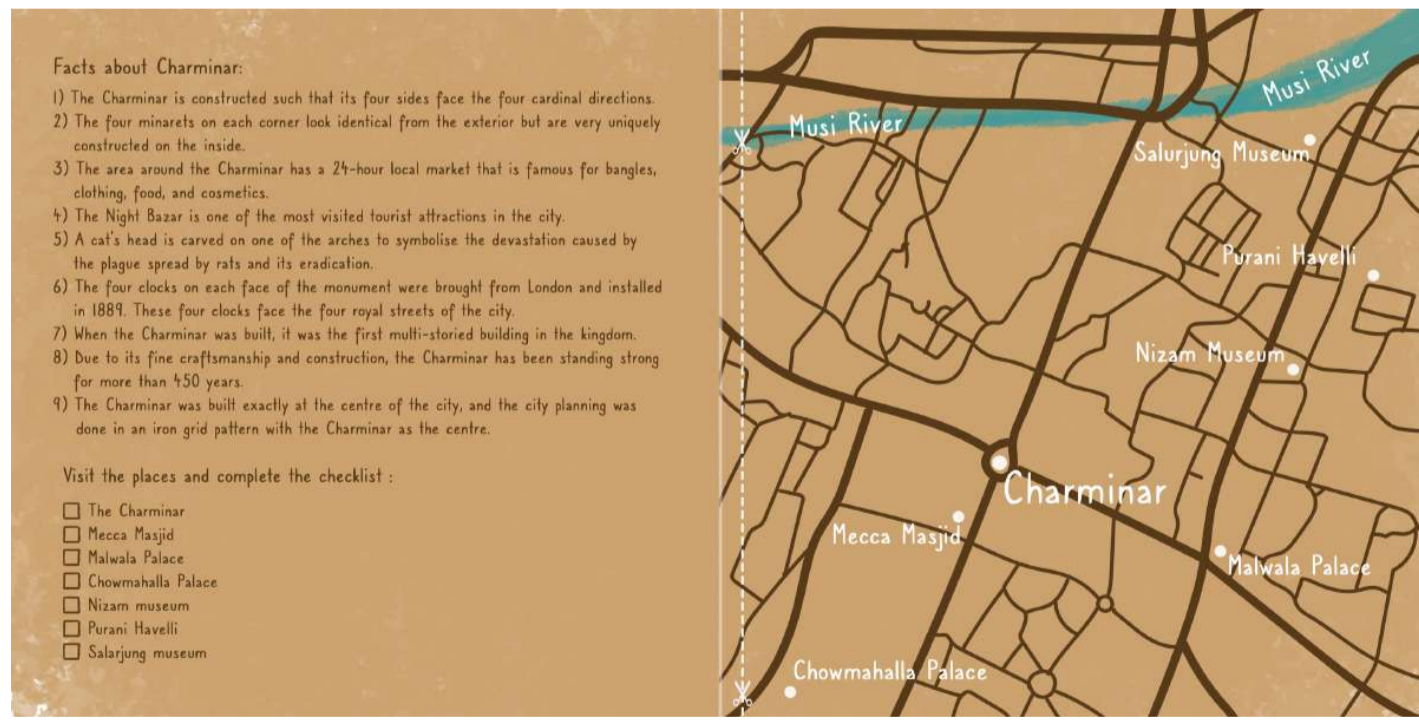 Facts about Charminar:
1) The Charminar is constructed such that its four sides face the four cardinal directions.
2) The four minarets on each corner look identical from the exterior but are very uniquely
constructed on the inside.
3) The area around the Charminar has a 24-hour local market that is famous for bangles,
clothing, food, and cosmetics.
4) The Night Bazar is one of the most visited tourist attractions in the city.
5) A cat's head is carved on one of the arches to symbolise the devastation caused by
the plague spread by rats and its eradication.
6) The four clocks on each face of the monument were brought from London and installed
in 1889. These four clocks face the four royal streets of the city.
7) When the Charminar was built, it was the first multi-storied building in the kingdom.
8) Due to its fine craftsmanship and construction, the Charminar has been standing strong
for more than 450 years.
9) The Charminar was built exactly at the centre of the city, and the city planning was
done in an iron grid pattern with the Charminar as the centre.
Visit the places and complete the checklist :
The Charminar
Mecca Masjid
Malwala Palace
Chowmahalla Palace
Nizam museum
Purani Havelli
Salarjung museum
Musi River
Musi River
Salurjung Museum
Purani Havelli
Nizam Museum
Charminar
Mecca Masjid
Malwala Palace
Chowmahalla Palace